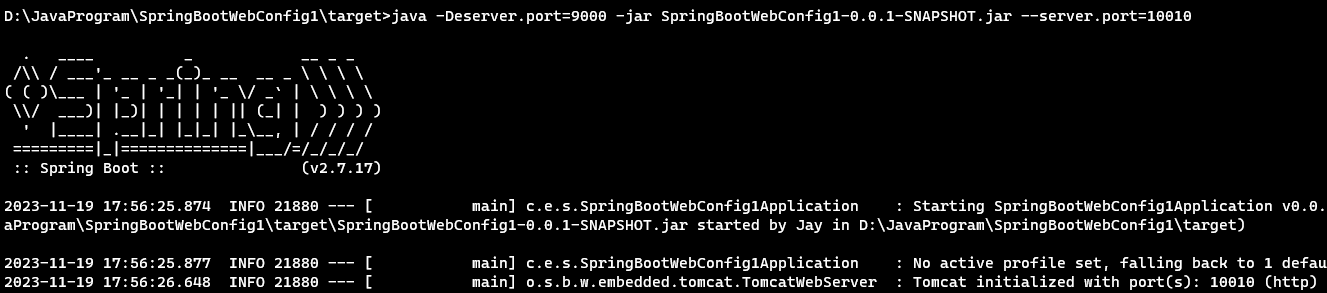 D:\JavaProgram\SpringBootWebConfig1\target>java -Deserver.port=9000 -jar SpringBootWebConfig1-0.0.1-SNAPSHOT.jar --server.port=10010
  .   ____          _            __ _ _
 /\\ / ___'_ __ _ _(_)_ __  __ _ \ \ \ \
( ( )\___ | '_ | '_| | '_ \/ _` | \ \ \ \
 \\/  ___)| |_)| | | | | || (_| |  ) ) ) )
  '  |____| .__|_| |_|_| |_\__, | / / / /
 =========|_|==============|___/=/_/_/_/
 :: Spring Boot ::                (v2.7.17)
2023-11-19 17:56:25.874  INFO 21880 --- [           main] c.e.s.SpringBootWebConfig1Application    : Starting SpringBootWebConfig1Application v0.0.
aProgram\SpringBootWebConfig1\target\SpringBootWebConfig1-0.0.1-SNAPSHOT.jar started by Jay in D:\JavaProgram\SpringBootWebConfig1\target)
2023-11-19 17:56:25.877  INFO 21880 --- [           main] c.e.s.SpringBootWebConfig1Application    : No active profile set, falling back to 1 defau
2023-11-19 17:56:26.648  INFO 21880 --- [           main] o.s.b.w.embedded.tomcat.TomcatWebServer  : Tomcat initialized with port(s): 10010 (http)